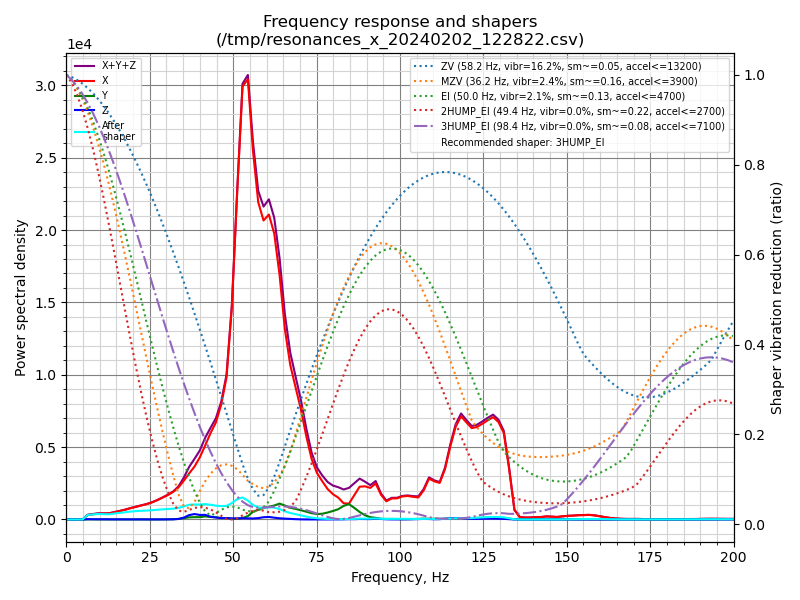 Frequency response and shapers
(/tmp/resonances_x_20240202_122822.csv)
1e4
X+Y+Z
X
Y
Z
After
shaper
ZV (58.2 Hz, vibr=16.2%, sm~=0.05, accel<=13200)
MZV (36.2 Hz, vibr=2.4%, sm~=0.16, accel<=3900)
EI (50.0 Hz, vibr=2.1%, sm~=0.13, accel<=4700)
2HUMP_EI (49.4 Hz, vibr=0.0%, sm~=0.22, accel<=2700)
3HUMP_EI (98.4 Hz, vibr=0.0%, sm~=0.08, accel<=7100)
Recommended shaper: 3HUMP_EI
Power spectral density
3.0
2.5
2.0
1.5
1.0
0.5
0.0
1.0
0.8
0.6
0.4
0.2
0.0
Shaper vibration reduction (ratio)
0 25 50 75 100 125 150 175 200
Frequency, Hz